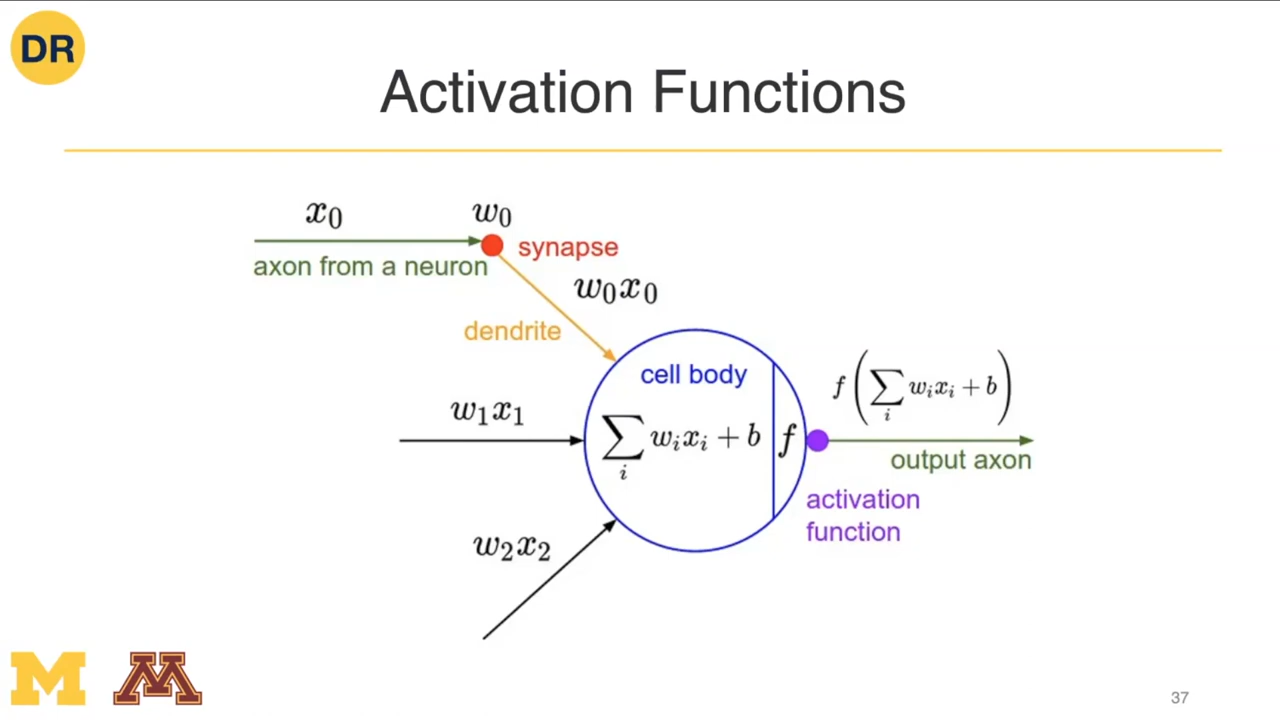 DR
Activation Functions
x₀
w₀
synapse
axon from a neuron
w₀x₀
dendrite
cell body
f(∑ᵢ wᵢxᵢ + b)
w₁x₁
∑ᵢ wᵢxᵢ + b
f
output axon
activation
function
w₂x₂
M
M
37